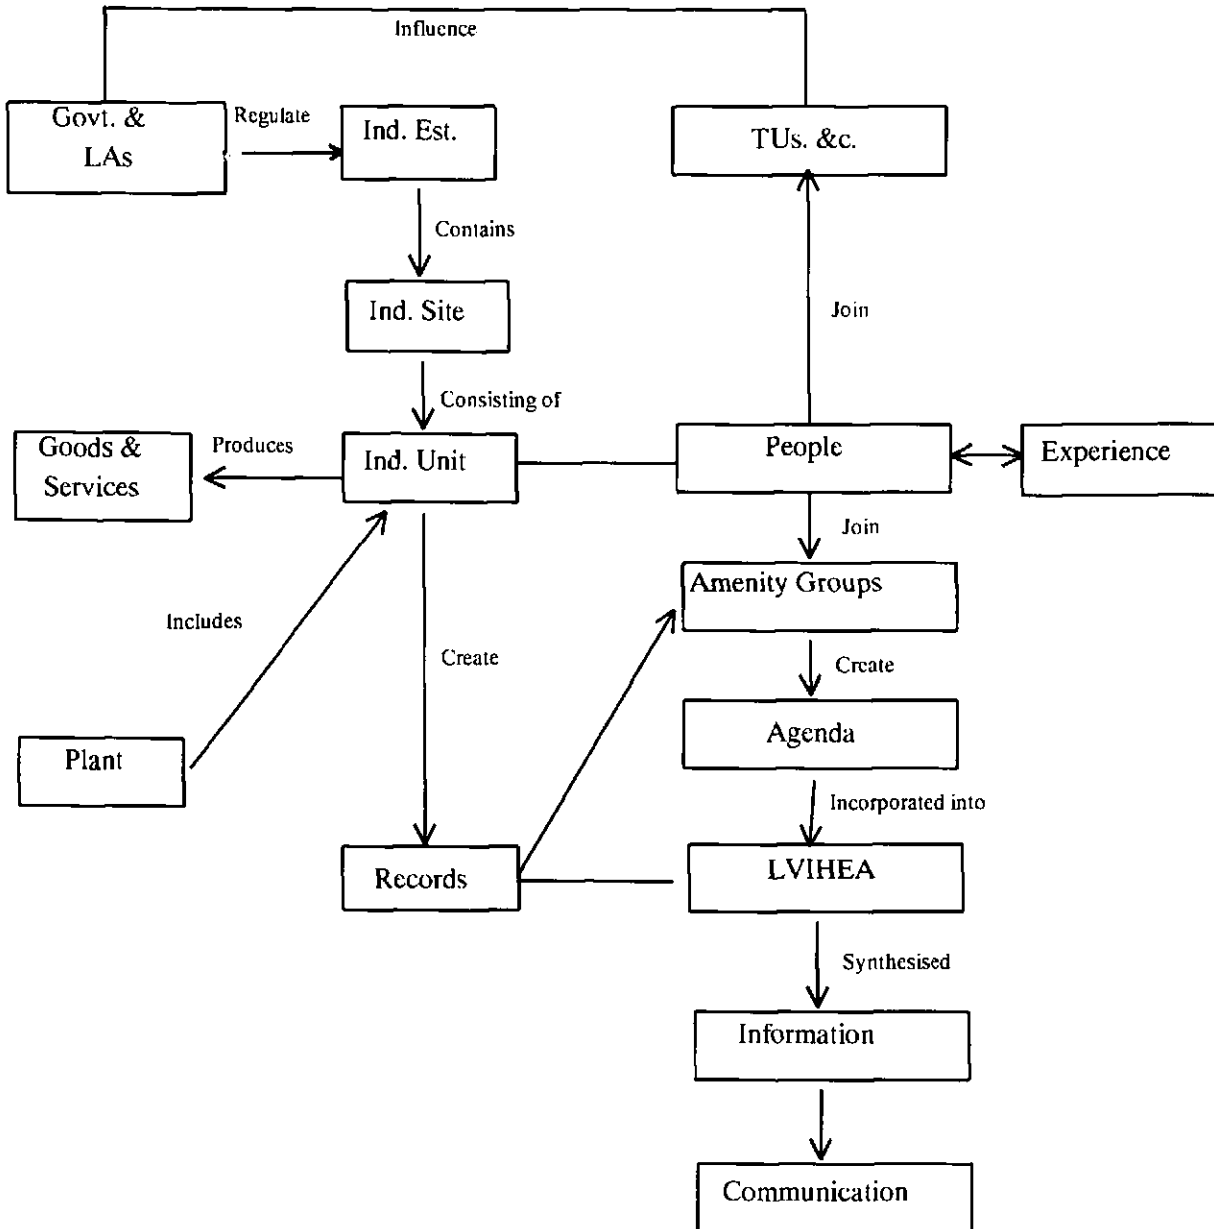 Influence
Govt. &
LAs
Regulate
Ind. Est.
TUs. &c.
Contains
Ind. Site
Join
Consisting of
Goods &
Services
Produces
Ind. Unit
People
Experience
Join
Amenity Groups
Includes
Create
Create
Agenda
Plant
Incorporated into
Records
LVIHEA
Synthesised
Information
Communication